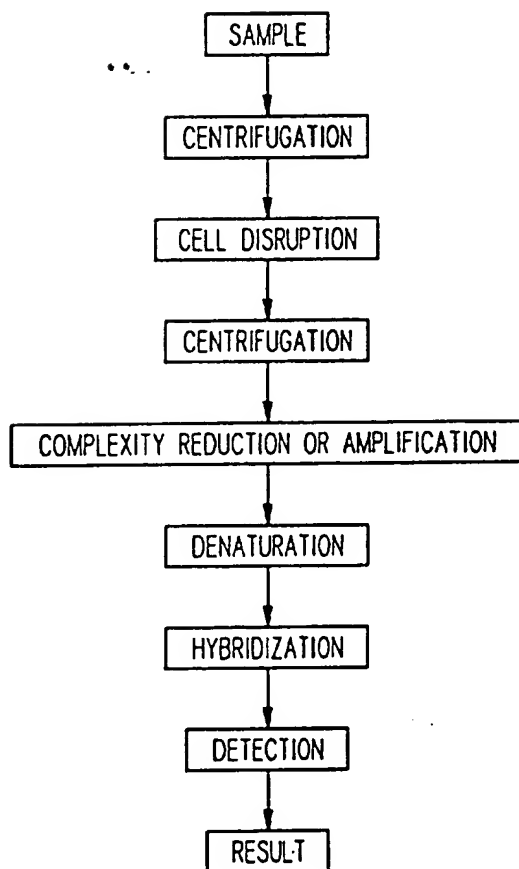 SAMPLE
CENTRIFUGATION
CELL DISRUPTION
CENTRIFUGATION
COMPLEXITY REDUCTION OR AMPLIFICATION
DENATURATION
HYBRIDIZATION
DETECTION
RESULT